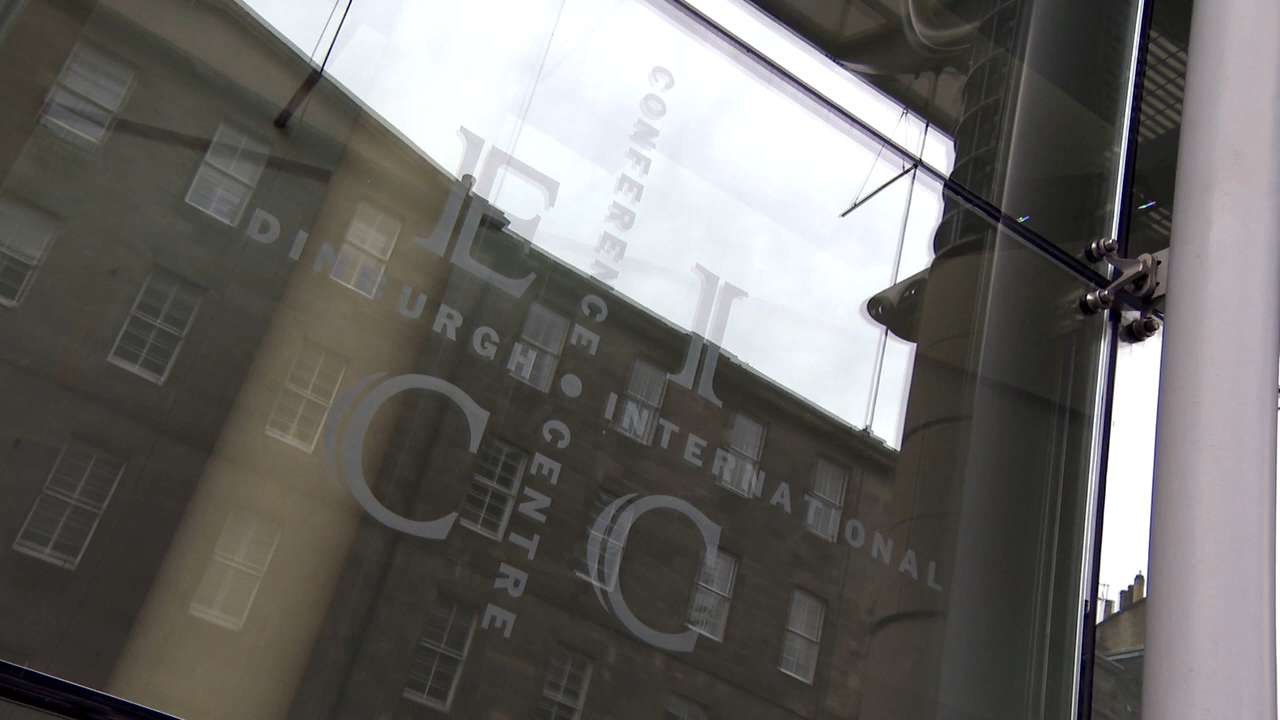 CONFERENCE
E I
EDINBURGH • INTERNATIONAL
C C
CENTRE